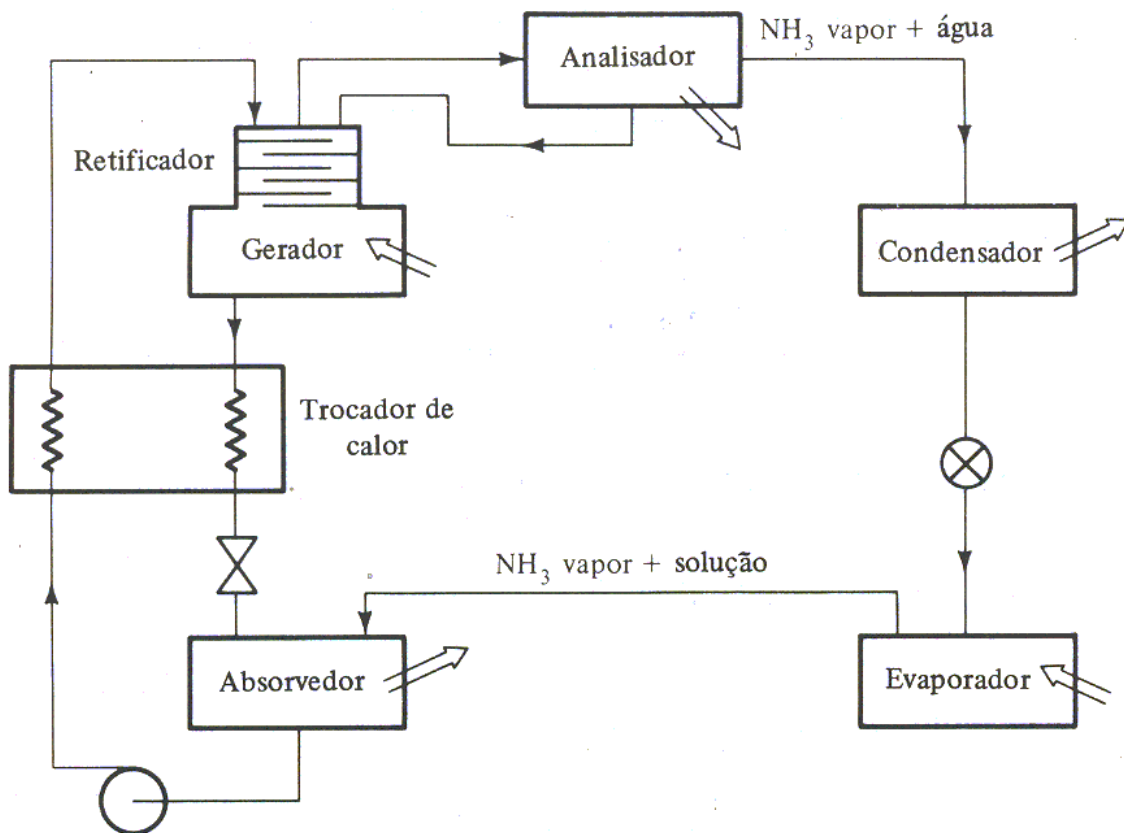 NH₃ vapor + água
Analisador
Retificador
Gerador
Condensador
Trocador de
calor
NH₃ vapor + solução
Absorvedor
Evaporador